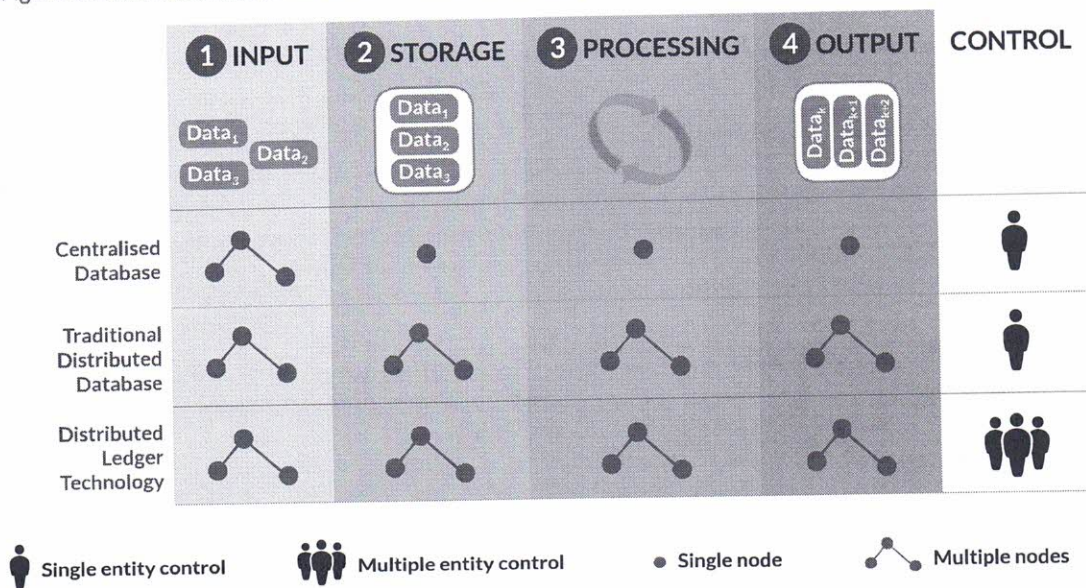 1 INPUT 2 STORAGE 3 PROCESSING 4 OUTPUT CONTROL
Data1
Data2
Data3
Data1
Data2
Data3
Datak
Datak+1
Datak+2
Centralised
Database
Traditional
Distributed
Database
Distributed
Ledger
Technology
Single entity control
Multiple entity control
Single node
Multiple nodes